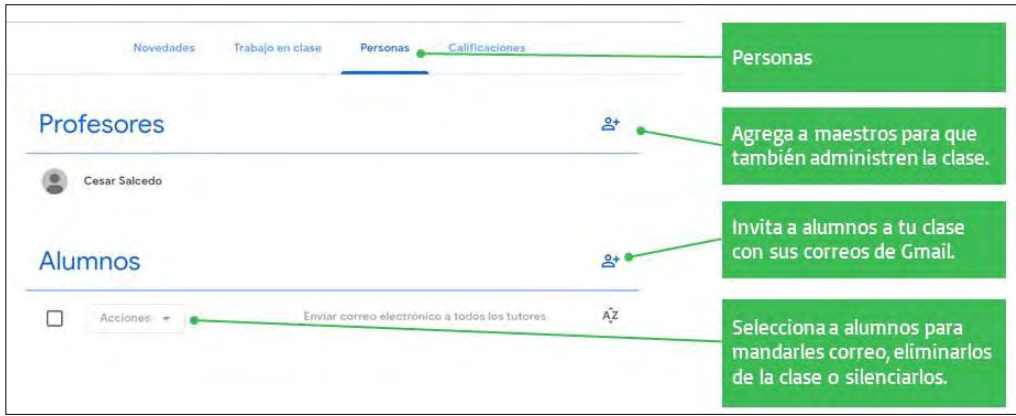 Novedades Trabajo en clase Personas Calificaciones
Personas
Profesores
Agrega a maestros para que
también administren la clase.
Cesar Salcedo
Invita a alumnos a tu clase
con sus correos de Gmail.
Alumnos
Acciones Enviar correo electrónico a todos los tutores AZ
Selecciona a alumnos para
mandarles correo, eliminarlos
de la clase o silenciarlos.